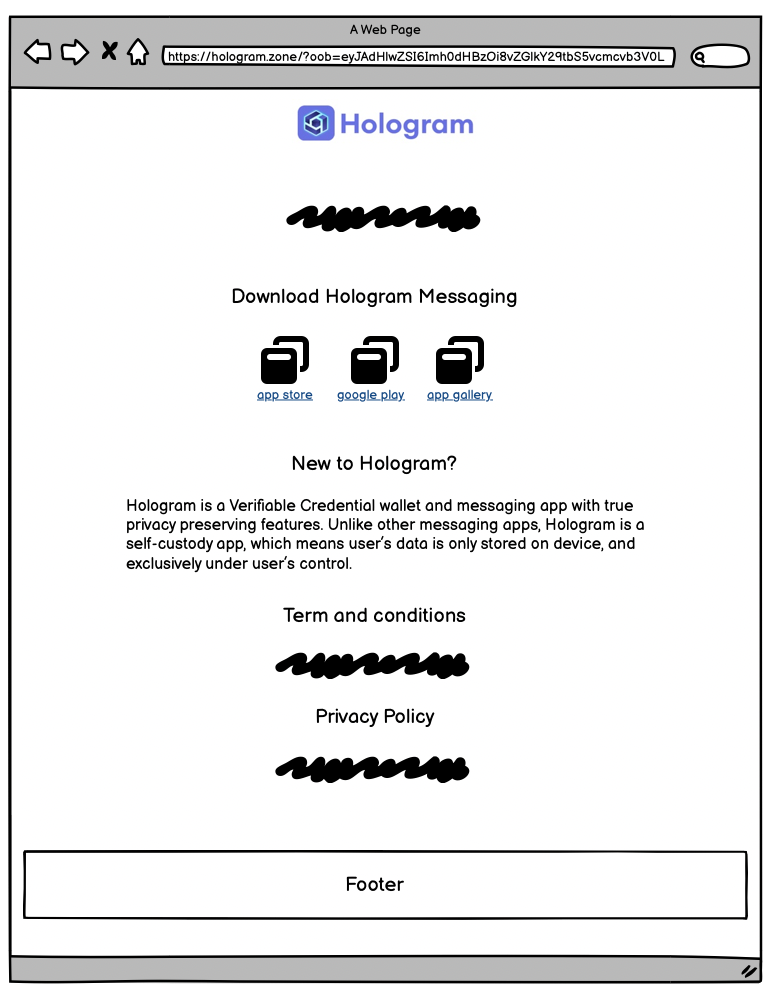 A Web Page
https://hologram.zone/?oob=eyJAdHlwZSI6Imh0dHBzOi8vZGlkY29tbS5vcmcvb3V0L
Hologram
Download Hologram Messaging
app store google play app gallery
New to Hologram?
Hologram is a Verifiable Credential wallet and messaging app with true
privacy preserving features. Unlike other messaging apps, Hologram is a
self-custody app, which means user's data is only stored on device, and
exclusively under user's control.
Term and conditions
Privacy Policy
Footer